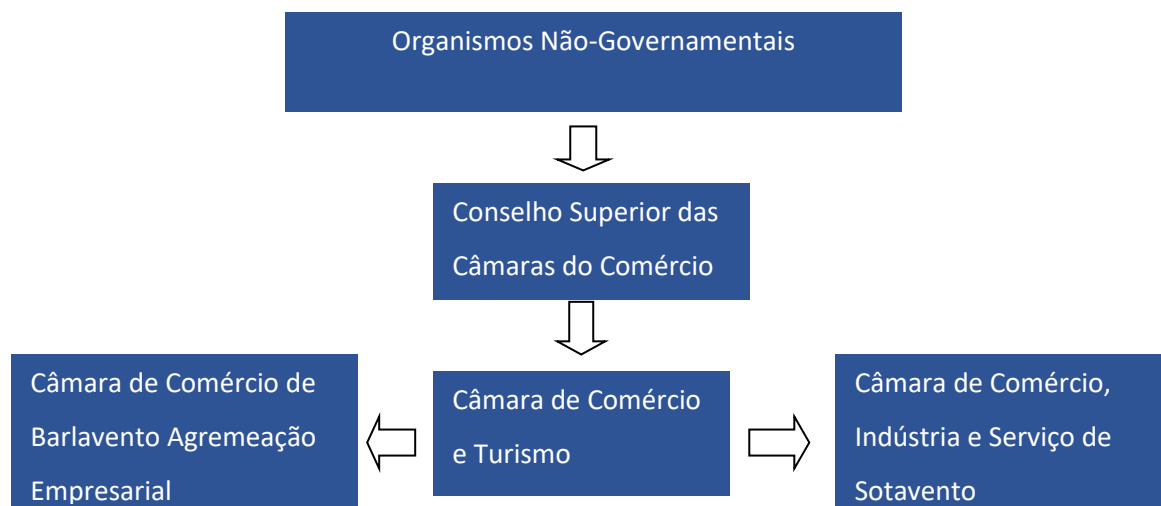 Organismos Não-Governamentais
Conselho Superior das
Câmaras do Comércio
Câmara de Comércio de
Barlavento Agremeação
Empresarial
Câmara de Comércio
e Turismo
Câmara de Comércio,
Indústria e Serviço de
Sotavento